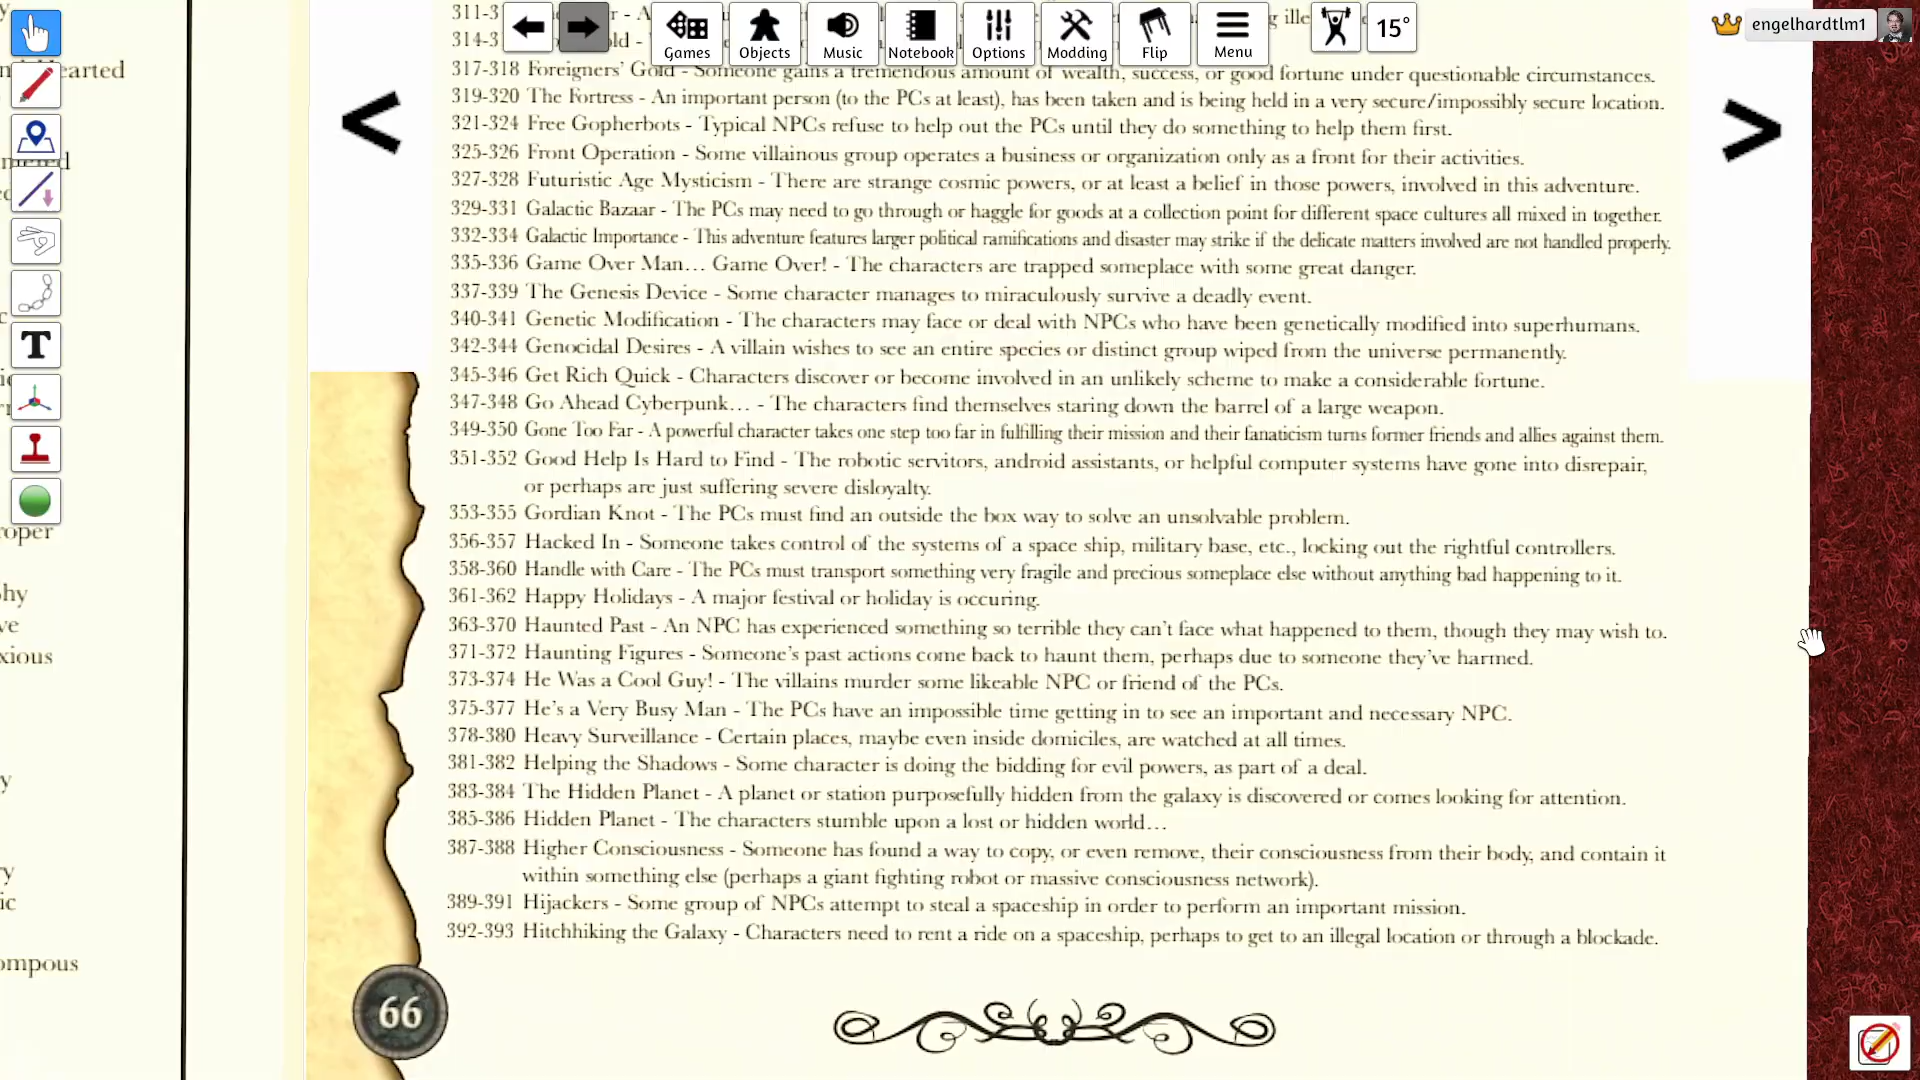 Games
Objects
Music
Notebook
Options
Modding
Flip
Menu
15°
engelhardtlm1
Hearted
oper
hy
ve
xious
y
ry
ic
ompous
T
<
>
311-3
314-3
317-318 Foreigners' Gold - Someone gains a tremendous amount of wealth, success, or good fortune under questionable circumstances.
319-320 The Fortress - An important person (to the PCs at least), has been taken and is being held in a very secure/impossibly secure location.
321-324 Free Gopherbots - Typical NPCs refuse to help out the PCs until they do something to help them first.
325-326 Front Operation - Some villainous group operates a business or organization only as a front for their activities.
327-328 Futuristic Age Mysticism - There are strange cosmic powers, or at least a belief in those powers, involved in this adventure.
329-331 Galactic Bazaar - The PCs may need to go through or haggle for goods at a collection point for different space cultures all mixed in together.
332-334 Galactic Importance - This adventure features larger political ramifications and disaster may strike if the delicate matters involved are not handled properly.
335-336 Game Over Man… Game Over! - The characters are trapped someplace with some great danger.
337-339 The Genesis Device - Some character manages to miraculously survive a deadly event.
340-341 Genetic Modification - The characters may face or deal with NPCs who have been genetically modified into superhumans.
342-344 Genocidal Desires - A villain wishes to see an entire species or distinct group wiped from the universe permanently.
345-346 Get Rich Quick - Characters discover or become involved in an unlikely scheme to make a considerable fortune.
347-348 Go Ahead Cyberpunk… - The characters find themselves staring down the barrel of a large weapon.
349-350 Gone Too Far - A powerful character takes one step too far in fulfilling their mission and their fanaticism turns former friends and allies against them.
351-352 Good Help Is Hard to Find - The robotic servitors, android assistants, or helpful computer systems have gone into disrepair,
or perhaps are just suffering severe disloyalty.
353-355 Gordian Knot - The PCs must find an outside the box way to solve an unsolvable problem.
356-357 Hacked In - Someone takes control of the systems of a space ship, military base, etc., locking out the rightful controllers.
358-360 Handle with Care - The PCs must transport something very fragile and precious someplace else without anything bad happening to it.
361-362 Happy Holidays - A major festival or holiday is occuring.
363-370 Haunted Past - An NPC has experienced something so terrible they can't face what happened to them, though they may wish to.
371-372 Haunting Figures - Someone's past actions come back to haunt them, perhaps due to someone they've harmed.
373-374 He Was a Cool Guy! - The villains murder some likeable NPC or friend of the PCs.
375-377 He's a Very Busy Man - The PCs have an impossible time getting in to see an important and necessary NPC.
378-380 Heavy Surveillance - Certain places, maybe even inside domiciles, are watched at all times.
381-382 Helping the Shadows - Some character is doing the bidding for evil powers, as part of a deal.
383-384 The Hidden Planet - A planet or station purposefully hidden from the galaxy is discovered or comes looking for attention.
385-386 Hidden Planet - The characters stumble upon a lost or hidden world…
387-388 Higher Consciousness - Someone has found a way to copy, or even remove, their consciousness from their body, and contain it
within something else (perhaps a giant fighting robot or massive consciousness network).
389-391 Hijackers - Some group of NPCs attempt to steal a spaceship in order to perform an important mission.
392-393 Hitchhiking the Galaxy - Characters need to rent a ride on a spaceship, perhaps to get to an illegal location or through a blockade.
66